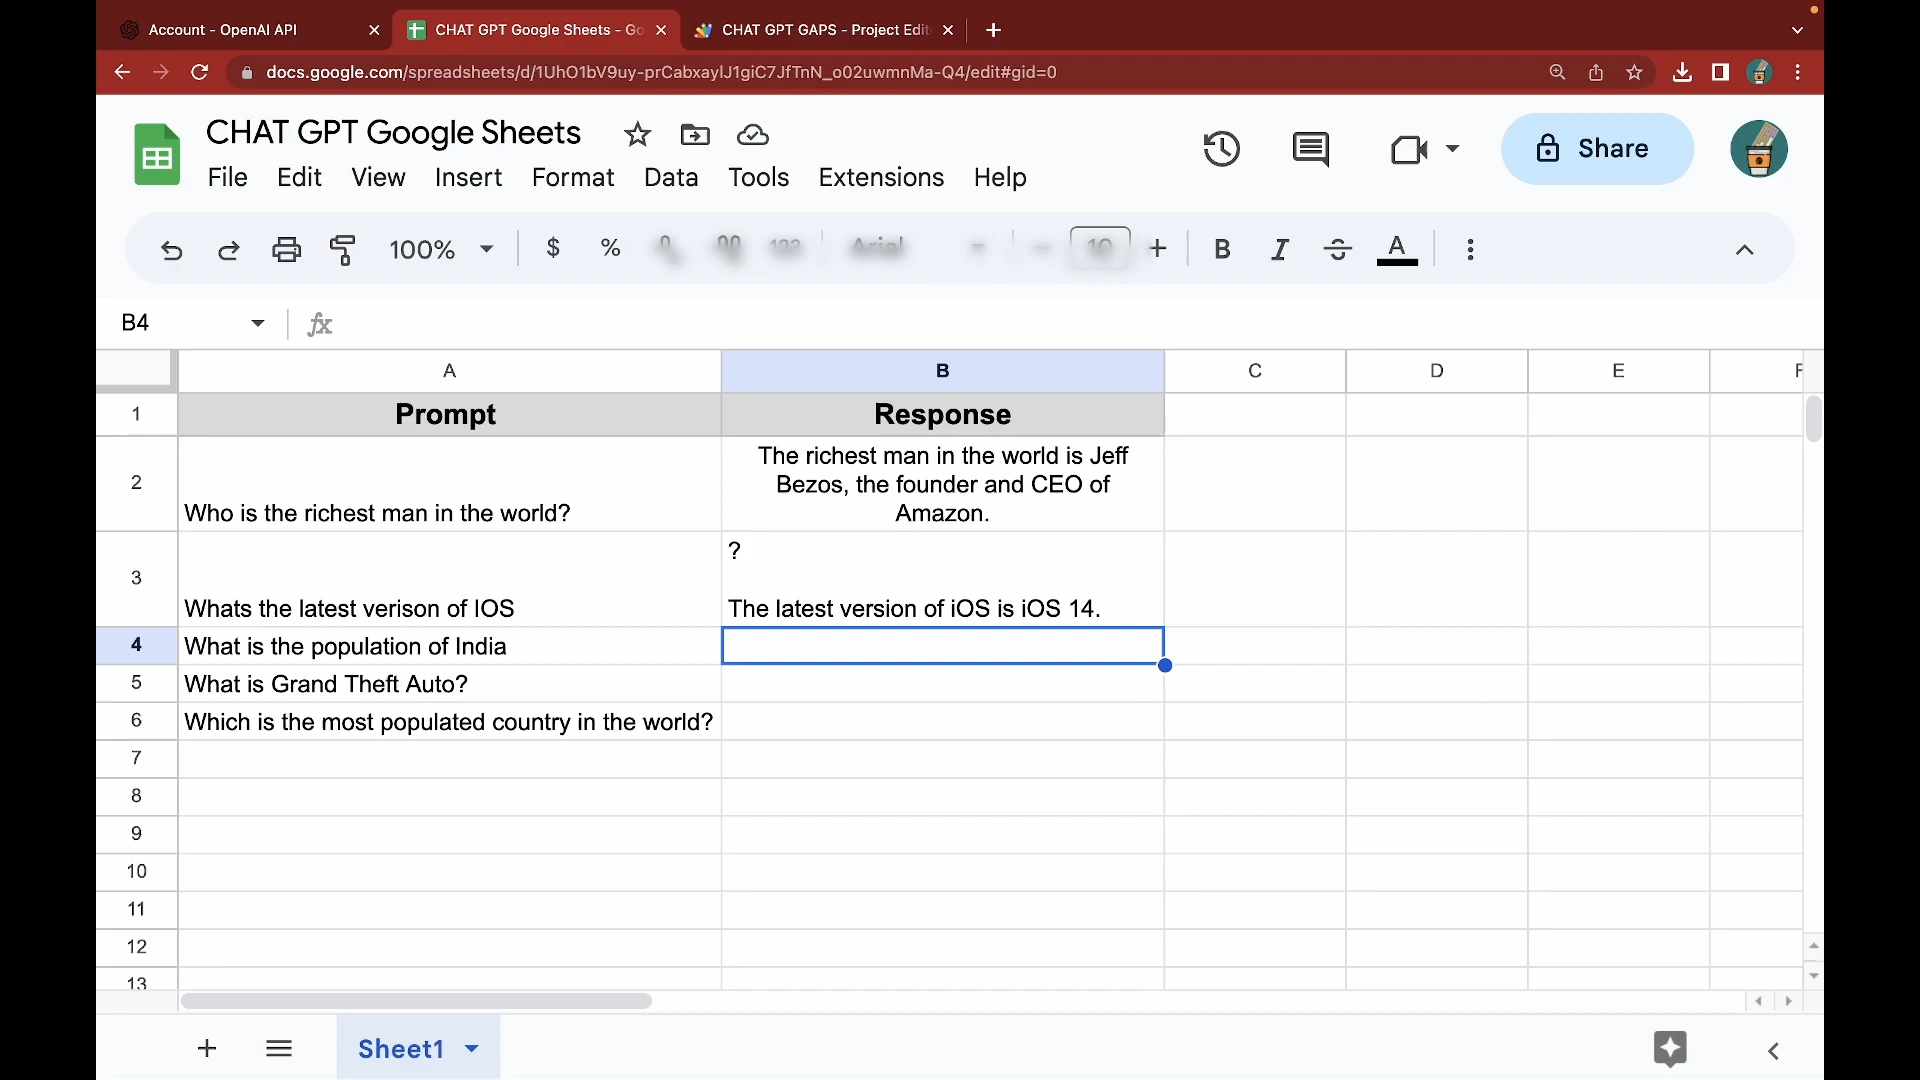 Account - OpenAI API
CHAT GPT Google Sheets - Go
CHAT GPT GAPS - Project Edit
docs.google.com/spreadsheets/d/1UhO1bV9uy-prCabxaylJ1giC7JfTnN_o02uwmnMa-Q4/edit#gid=0
CHAT GPT Google Sheets
File Edit View Insert Format Data Tools Extensions Help
Share
100% $ % .0 .00 123 Arial 10 B I S A
B4 fx
A B C D E F
1 Prompt Response
2 Who is the richest man in the world?
The richest man in the world is Jeff
Bezos, the founder and CEO of
Amazon.
3 Whats the latest verison of IOS
?
The latest version of iOS is iOS 14.
4 What is the population of India
5 What is Grand Theft Auto?
6 Which is the most populated country in the world?
7
8
9
10
11
12
13
Sheet1